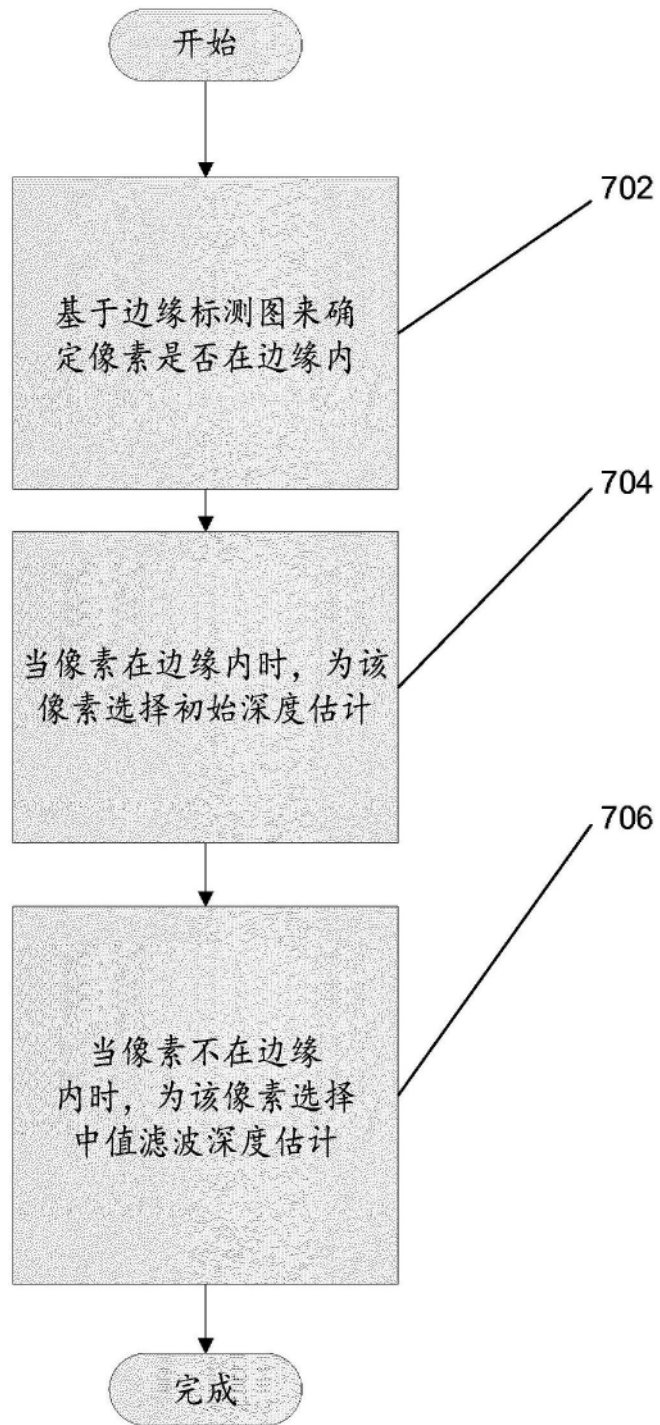 开始
702
基于边缘标测图来确
定像素是否在边缘内
704
当像素在边缘内时，为该
像素选择初始深度估计
706
当像素不在边缘
内时，为该像素选择
中值滤波深度估计
完成